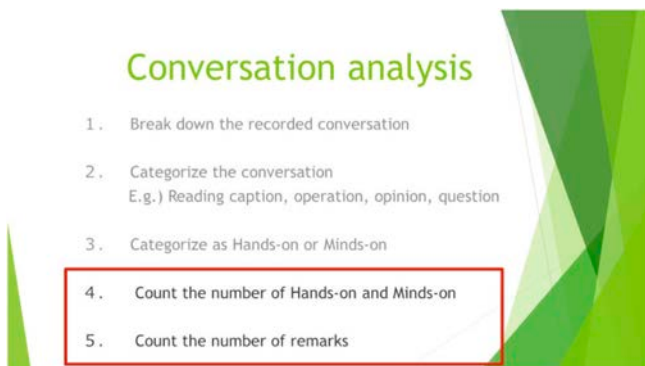 Conversation analysis
1. Break down the recorded conversation
2. Categorize the conversation
E.g.) Reading caption, operation, opinion, question
3. Categorize as Hands-on or Minds-on
4. Count the number of Hands-on and Minds-on
5. Count the number of remarks